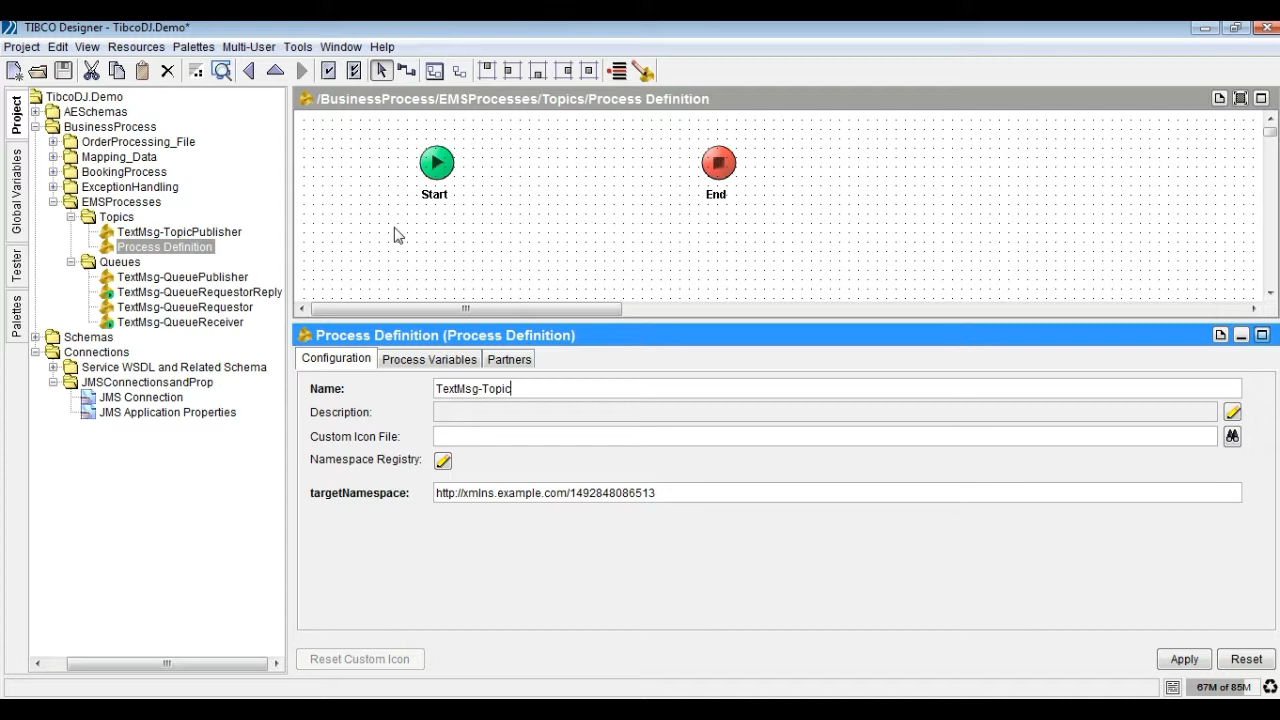 TIBCO Designer - TibcoDJ.Demo*
Project Edit View Resources Palettes Multi-User Tools Window Help
Project
Global Variables
Tester
Palettes
TibcoDJ.Demo
AESchemas
BusinessProcess
OrderProcessing_File
Mapping_Data
BookingProcess
ExceptionHandling
EMSProcesses
Topics
TextMsg-TopicPublisher
Process Definition
Queues
TextMsg-QueuePublisher
TextMsg-QueueRequestorReply
TextMsg-QueueRequestor
TextMsg-QueueReceiver
Schemas
Connections
Service WSDL and Related Schema
JMSConnectionsandProp
JMS Connection
JMS Application Properties
/BusinessProcess/EMSProcesses/Topics/Process Definition
Start End
Process Definition (Process Definition)
Configuration Process Variables Partners
Name: TextMsg-Topic
Description:
Custom Icon File:
Namespace Registry:
targetNamespace: http://xmlns.example.com/1492848086513
Reset Custom Icon Apply Reset
67M of 85M